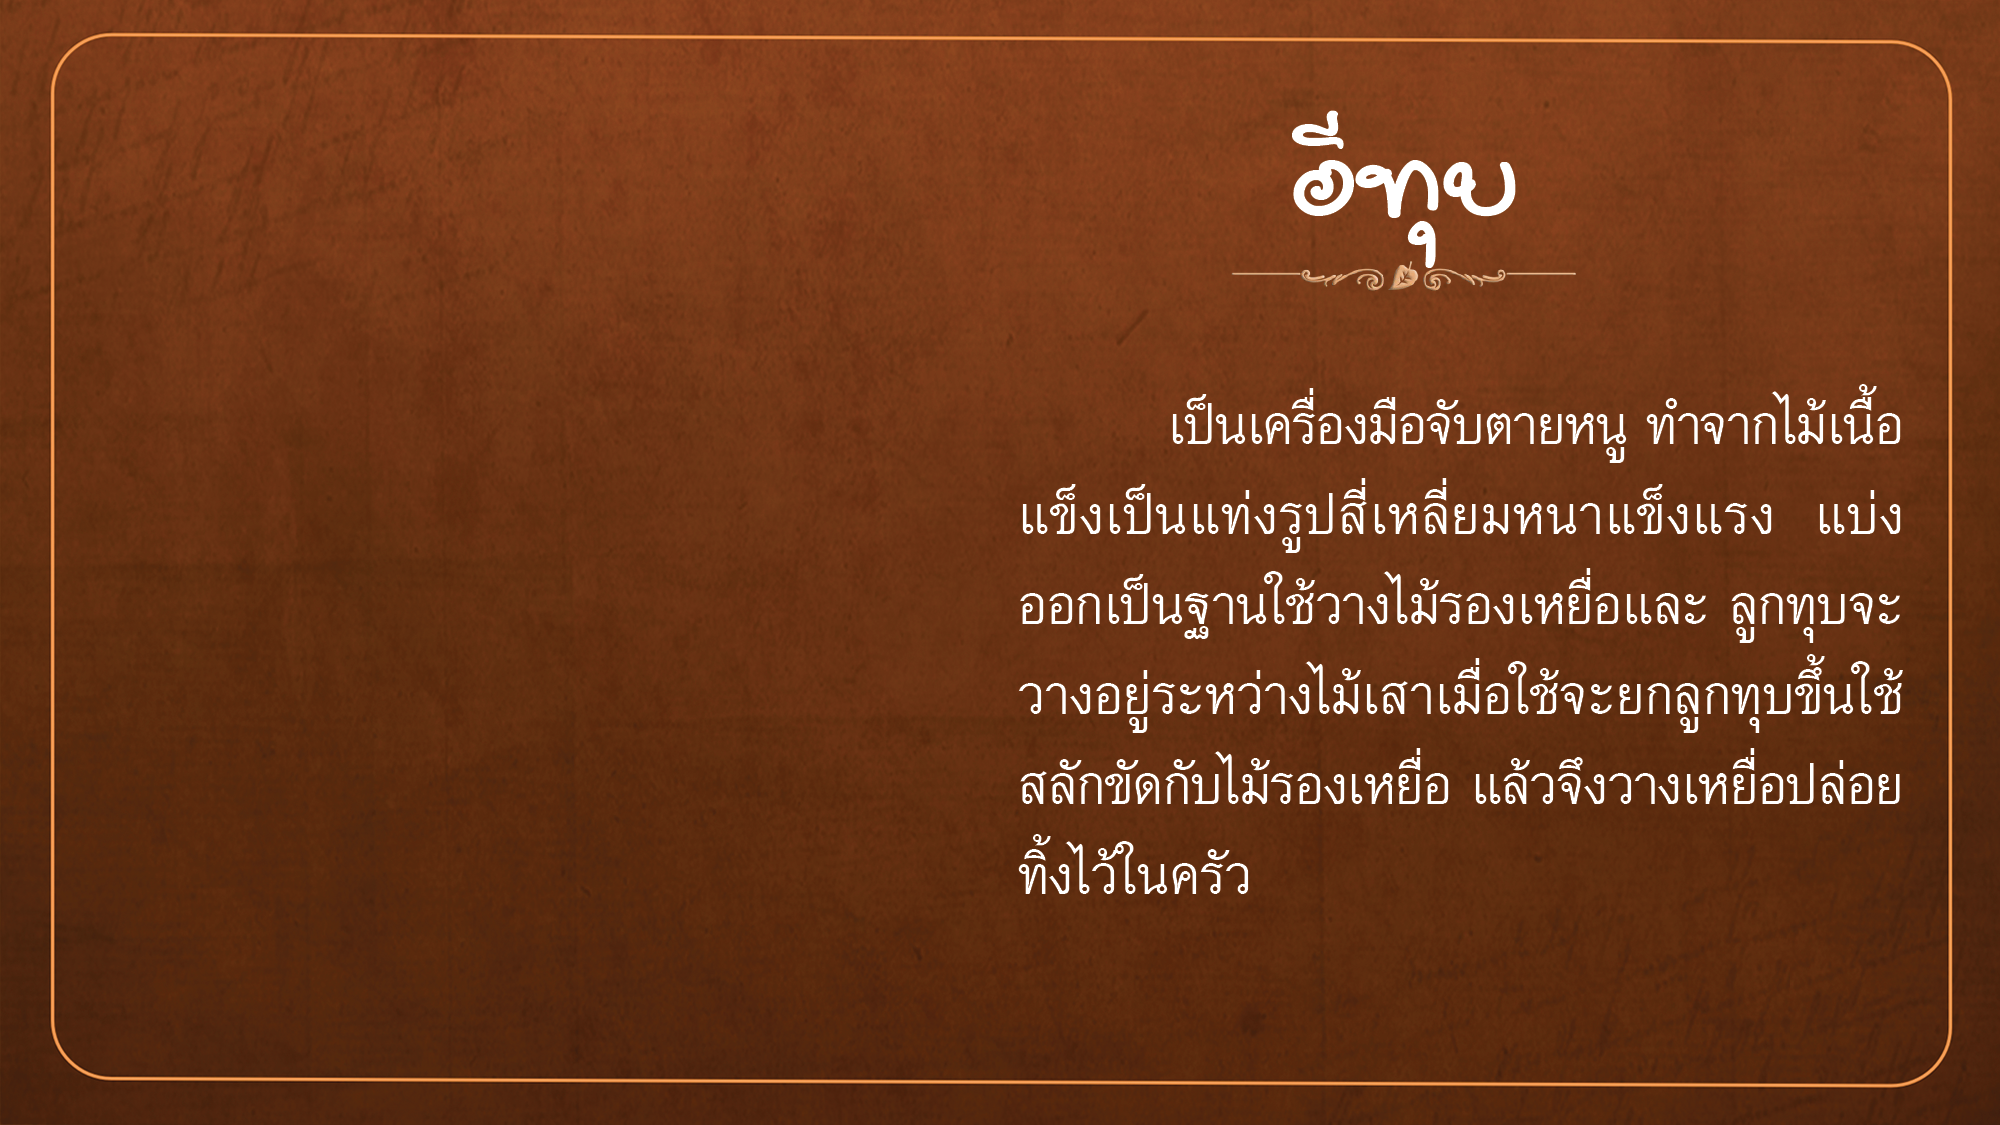 อีทุบ
เป็นเครื่องมือจับตายหนู ทำจากไม้เนื้อ
แข็งเป็นแท่งรูปสี่เหลี่ยมหนาแข็งแรง แบ่ง
ออกเป็นฐานใช้วางไม้รองเหยื่อและ ลูกทุบจะ
วางอยู่ระหว่างไม้เสาเมื่อใช้จะยกลูกทุบขึ้นใช้
สลักขัดกับไม้รองเหยื่อ แล้วจึงวางเหยื่อปล่อย
ทิ้งไว้ในครัว